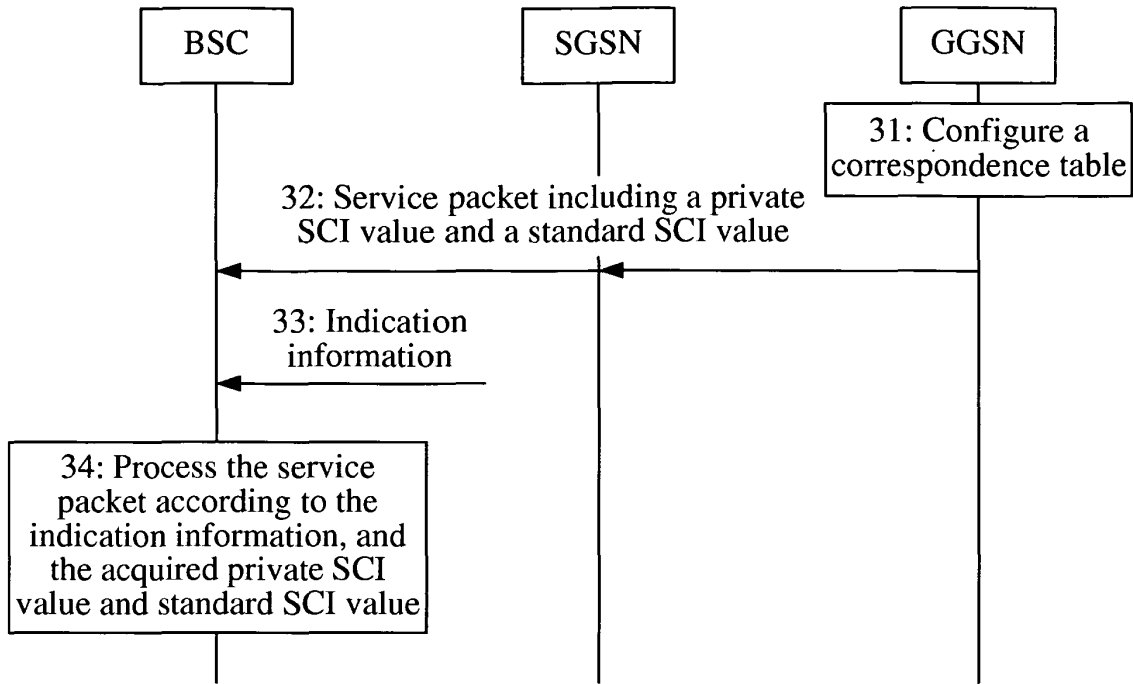 BSC
SGSN
GGSN
31: Configure a
correspondence table
32: Service packet including a private
SCI value and a standard SCI value
33: Indication
information
34: Process the service
packet according to the
indication information, and
the acquired private SCI
value and standard SCI value